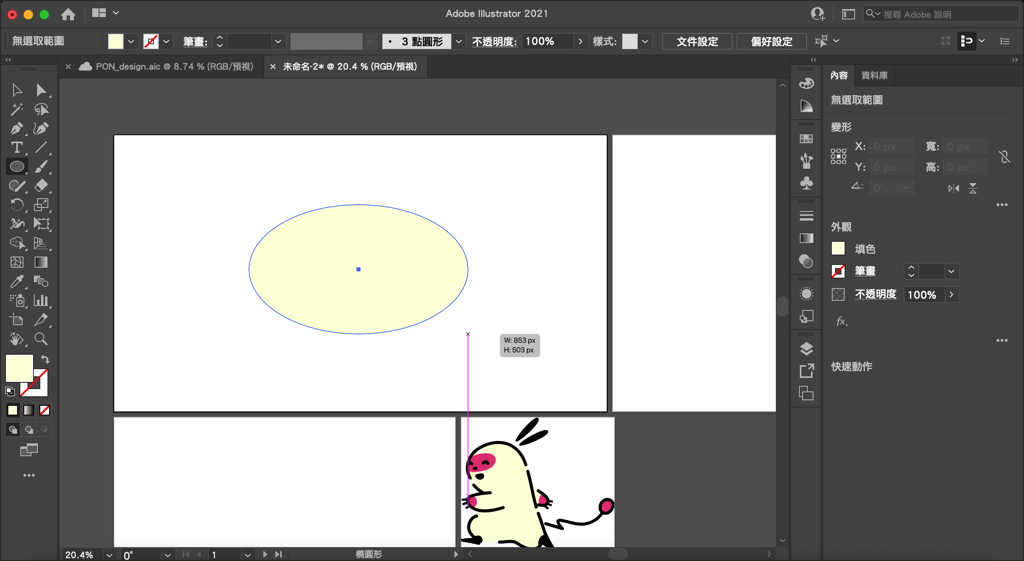 Adobe Illustrator 2021
搜尋 Adobe 說明
無選取範圍
筆畫:
3 點圓形
不透明度:
100%
樣式:
文件設定
偏好設定
PON_design.aic @ 8.74 % (RGB/預視)
未命名-2* @ 20.4 % (RGB/預視)
內容
資料庫
無選取範圍
變形
X:
0 px
寬:
0 px
Y:
0 px
高:
0 px
0°
外觀
填色
筆畫
不透明度
100%
fx.
快速動作
W: 853 px
H: 503 px
20.4%
0°
1
橢圓形